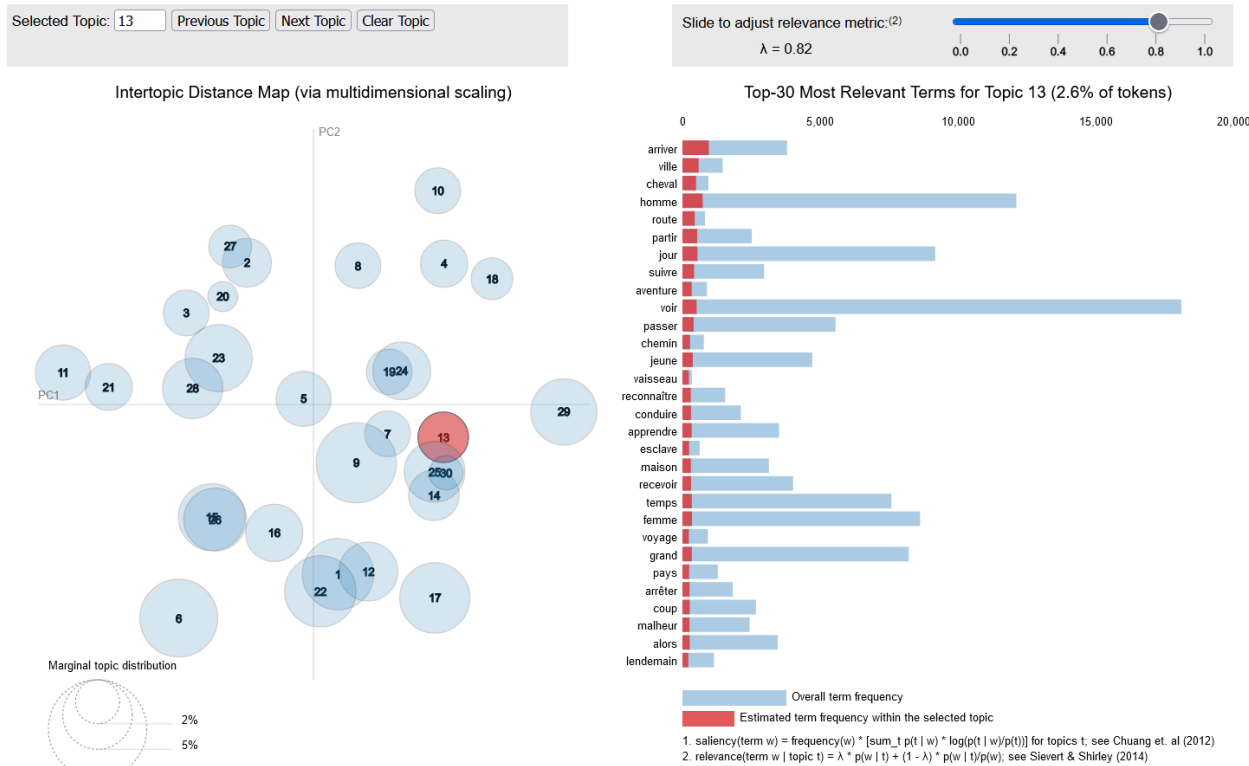 Selected Topic: 13 Previous Topic Next Topic Clear Topic
Slide to adjust relevance metric:(2)
λ = 0.82
0.0 0.2 0.4 0.6 0.8 1.0
Intertopic Distance Map (via multidimensional scaling)
PC2
PC1
10
27
2
8
4
18
20
3
23
11
21
28
19
24
5
29
7
13
9
25
30
14
15
26
16
1
12
22
17
6
Marginal topic distribution
2%
5%
Top-30 Most Relevant Terms for Topic 13 (2.6% of tokens)
0 5,000 10,000 15,000 20,000
arriver
ville
cheval
homme
route
partir
jour
suivre
aventure
voir
passer
chemin
jeune
vaisseau
reconnaître
conduire
apprendre
esclave
maison
recevoir
temps
femme
voyage
grand
pays
arrêter
coup
malheur
alors
lendemain
Overall term frequency
Estimated term frequency within the selected topic
1. saliency(term w) = frequency(w) * [sum_t p(t | w) * log(p(t | w)/p(t))] for topics t; see Chuang et. al (2012)
2. relevance(term w | topic t) = λ * p(w | t) + (1 - λ) * p(w | t)/p(w); see Sievert & Shirley (2014)